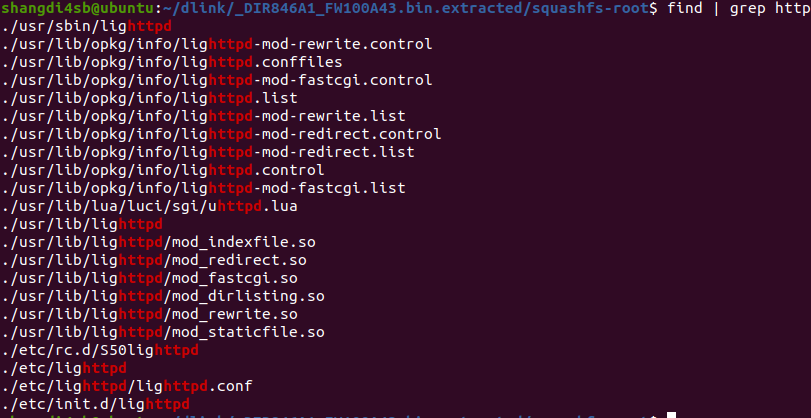 shangdi4sb@ubuntu:~/dlink/_DIR846A1_FW100A43.bin.extracted/squashfs-root$ find | grep http
./usr/sbin/lighttpd
./usr/lib/opkg/info/lighttpd-mod-rewrite.control
./usr/lib/opkg/info/lighttpd.conffiles
./usr/lib/opkg/info/lighttpd-mod-fastcgi.control
./usr/lib/opkg/info/lighttpd.list
./usr/lib/opkg/info/lighttpd-mod-rewrite.list
./usr/lib/opkg/info/lighttpd-mod-redirect.control
./usr/lib/opkg/info/lighttpd-mod-redirect.list
./usr/lib/opkg/info/lighttpd.control
./usr/lib/opkg/info/lighttpd-mod-fastcgi.list
./usr/lib/lua/luci/sgi/uhttpd.lua
./usr/lib/lighttpd
./usr/lib/lighttpd/mod_indexfile.so
./usr/lib/lighttpd/mod_redirect.so
./usr/lib/lighttpd/mod_fastcgi.so
./usr/lib/lighttpd/mod_dirlisting.so
./usr/lib/lighttpd/mod_rewrite.so
./usr/lib/lighttpd/mod_staticfile.so
./etc/rc.d/S50lighttpd
./etc/lighttpd
./etc/lighttpd/lighttpd.conf
./etc/init.d/lighttpd